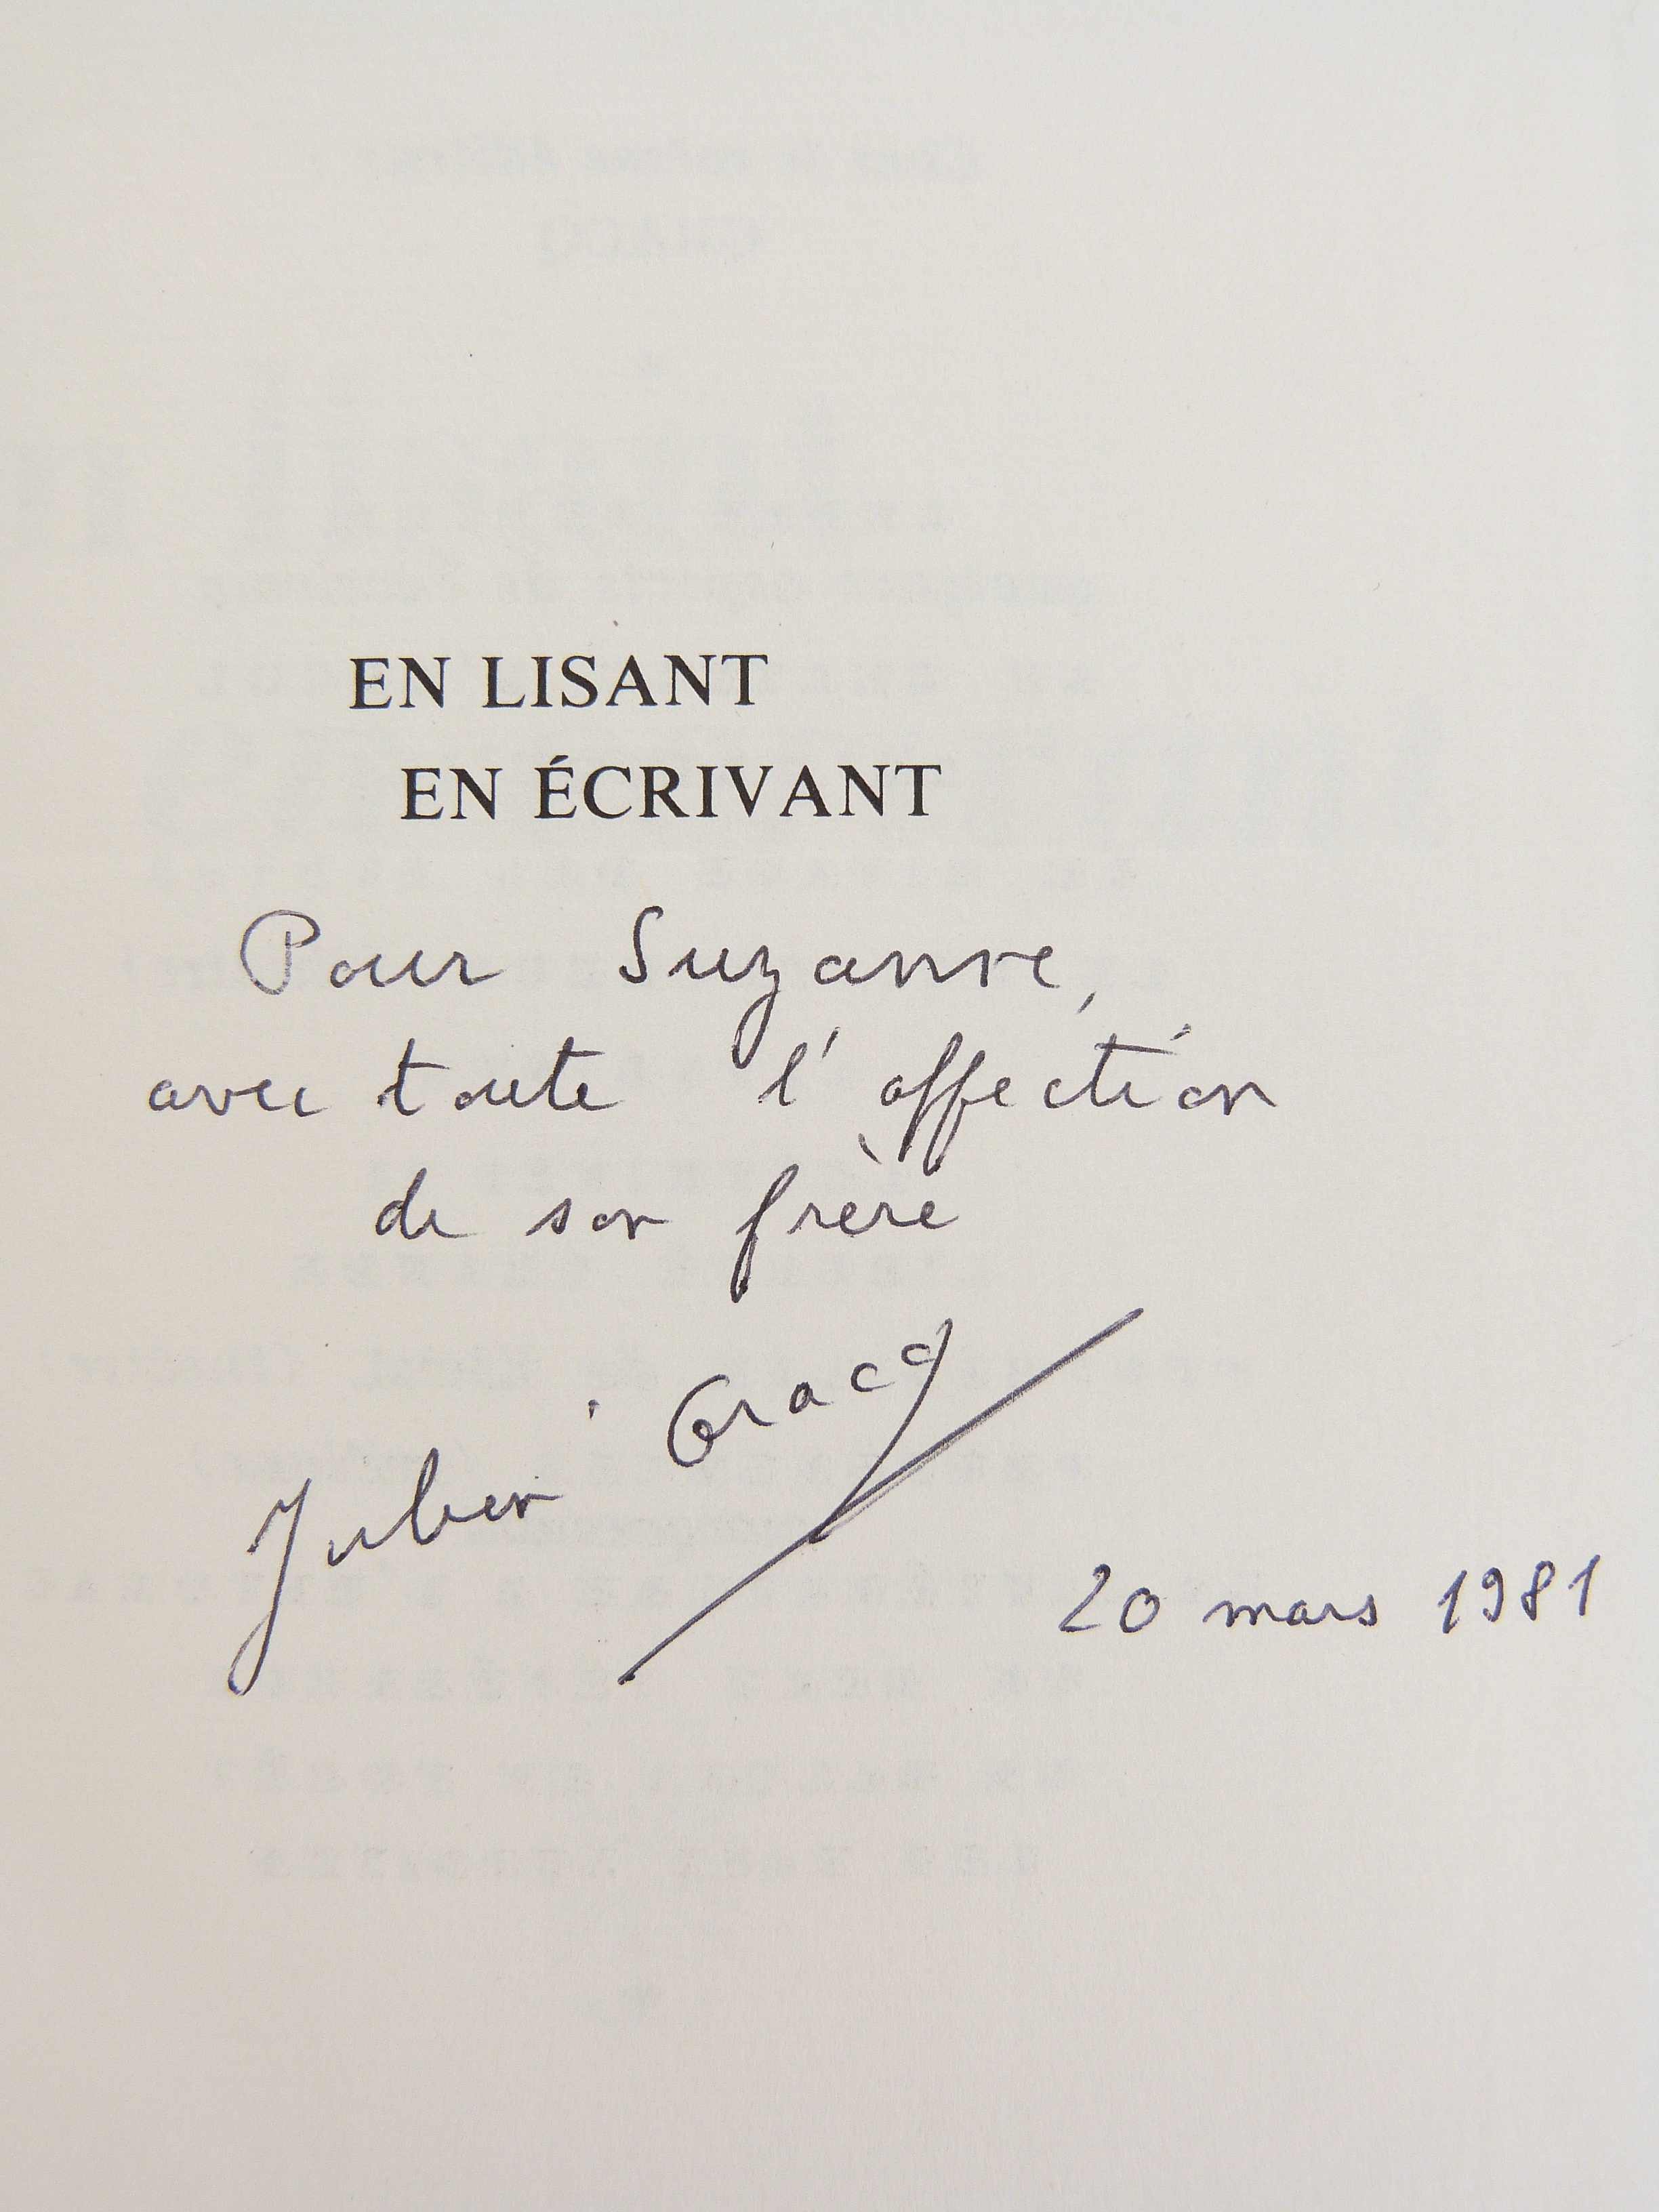 EN LISANT
EN ÉCRIVANT
Pour Suzanne,
avec toute l'affection
de son frère
Julien Gracq
20 mars 1981